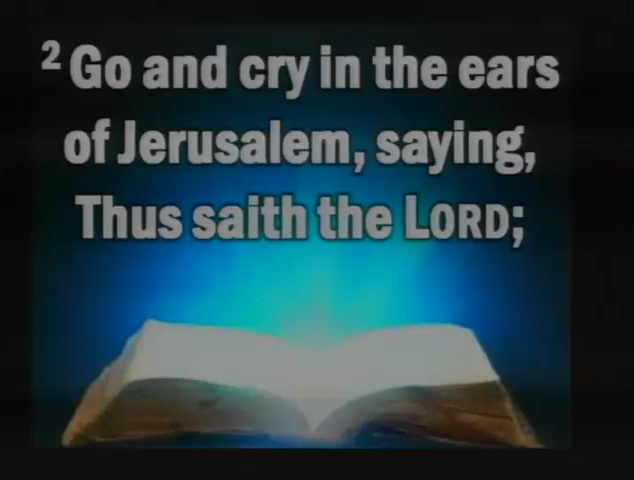 2 Go and cry in the ears
of Jerusalem, saying,
Thus saith the LORD;